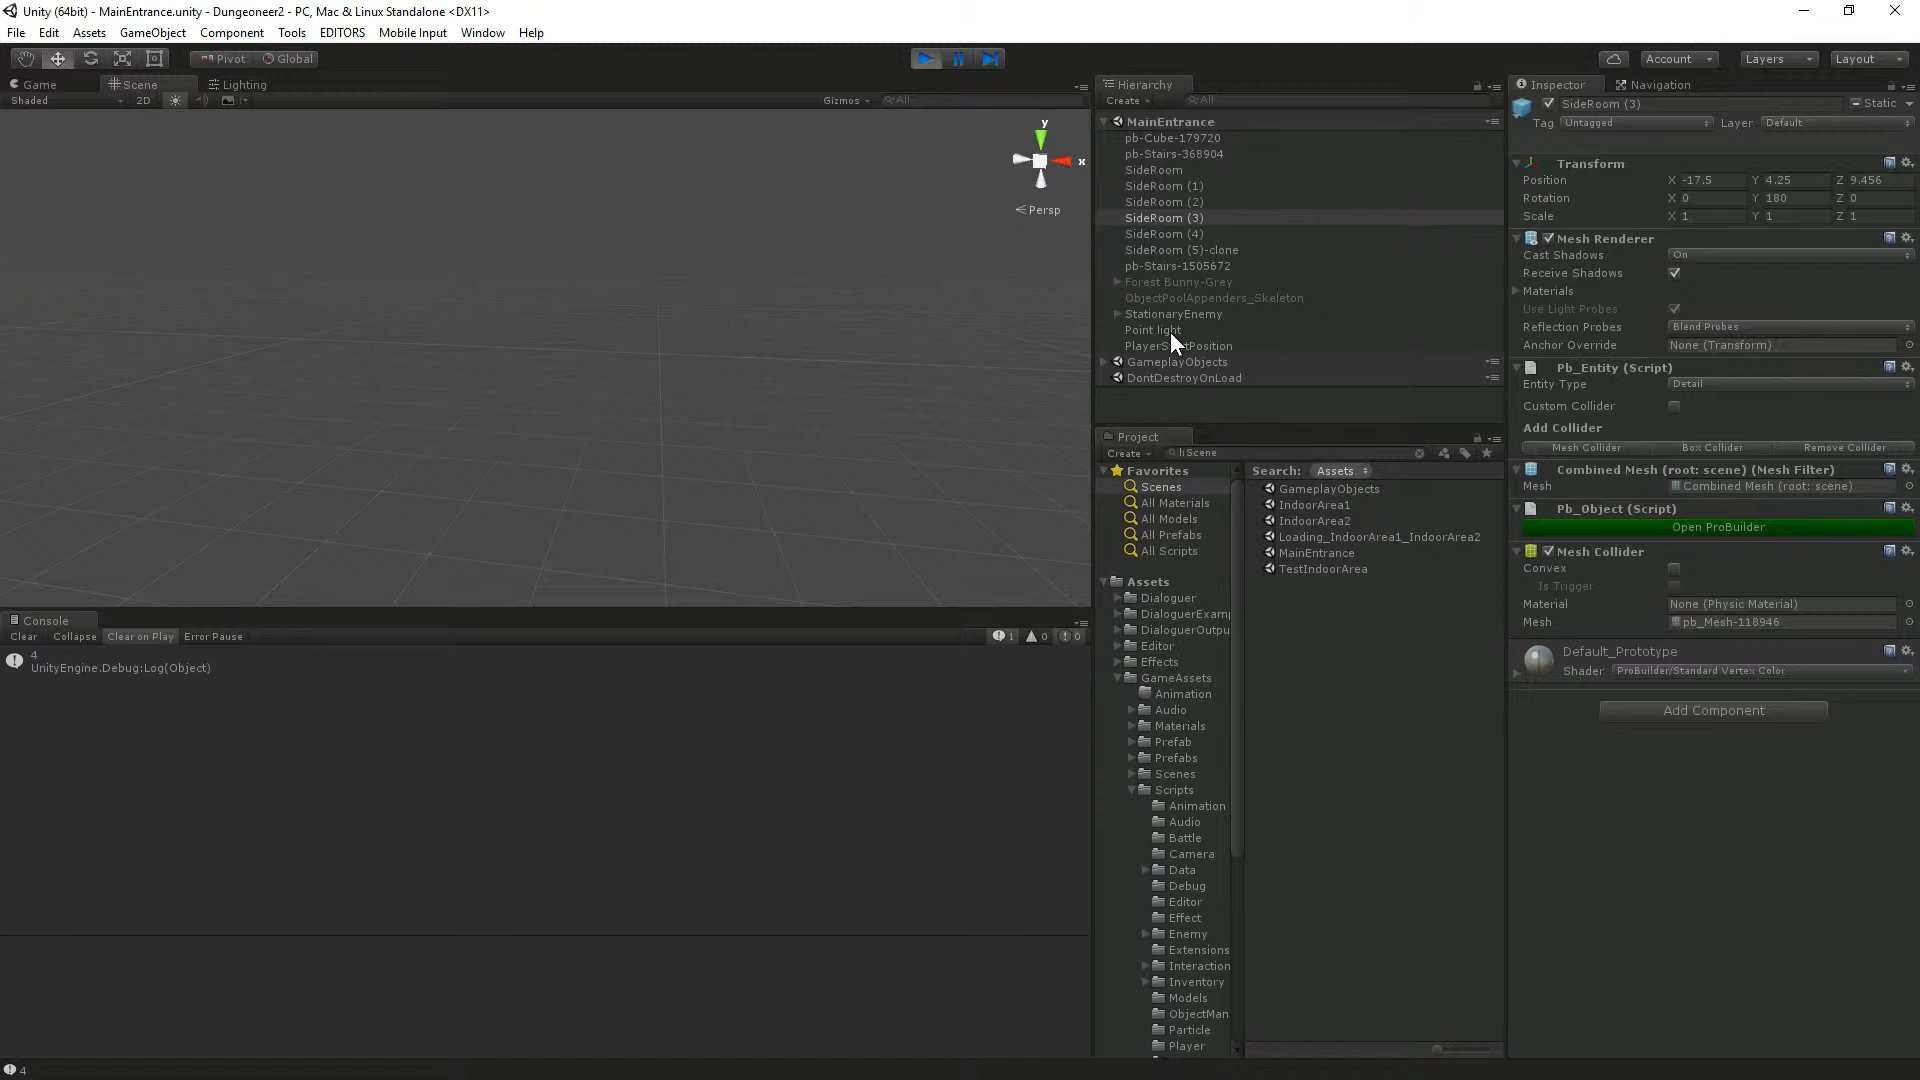 Unity (64bit) - MainEntrance.unity - Dungeoneer2 - PC, Mac & Linux Standalone <DX11>
File Edit Assets GameObject Component Tools EDITORS Mobile Input Window Help
Pivot Global Account Layers Layout
Game Scene Lighting
Shaded 2D Gizmos All
y
x
Persp
Console
Clear Collapse Clear on Play Error Pause 1 0 0
4
UnityEngine.Debug:Log(Object)
4
Hierarchy
Create All
MainEntrance
pb-Cube-179720
pb-Stairs-368904
SideRoom
SideRoom (1)
SideRoom (2)
SideRoom (3)
SideRoom (4)
SideRoom (5)-clone
pb-Stairs-1505672
Forest Bunny-Grey
ObjectPoolAppenders_Skeleton
StationaryEnemy
Point light
GameplayObjects
DontDestroyOnLoad
Project
Create l:Scene
Favorites
Scenes
All Materials
All Models
All Prefabs
All Scripts
Assets
Dialoguer
DialoguerExamp
DialoguerOutpu
Editor
Effects
GameAssets
Animation
Audio
Materials
Prefab
Prefabs
Scenes
Scripts
Animation
Audio
Battle
Camera
Data
Debug
Editor
Effect
Enemy
Extensions
Interaction
Inventory
Models
ObjectMan
Particle
Player
Search: Assets
GameplayObjects
IndoorArea1
IndoorArea2
Loading_IndoorArea1_IndoorArea2
MainEntrance
TestIndoorArea
Inspector Navigation
SideRoom (3) Static
Tag Untagged Layer Default
Transform
Position X -17.5 Y 4.25 Z 9.456
Rotation X 0 Y 180 Z 0
Scale X 1 Y 1 Z 1
Mesh Renderer
Cast Shadows On
Receive Shadows
Materials
Use Light Probes
Reflection Probes Blend Probes
Anchor Override None (Transform)
Pb_Entity (Script)
Entity Type Detail
Custom Collider
Add Collider
Mesh Collider Box Collider Remove Collider
Combined Mesh (root: scene) (Mesh Filter)
Mesh Combined Mesh (root: scene)
Pb_Object (Script)
Open ProBuilder
Mesh Collider
Convex
Is Trigger
Material None (Physic Material)
Mesh pb_Mesh-118946
Default_Prototype
Shader ProBuilder/Standard Vertex Color
Add Component